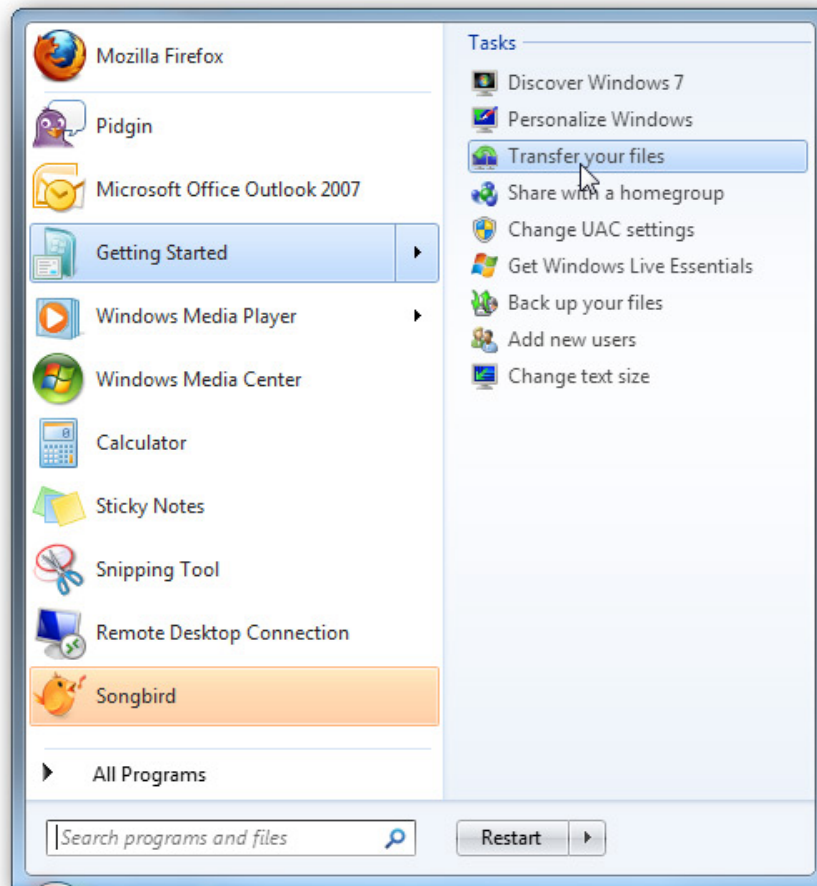 Mozilla Firefox
Pidgin
Microsoft Office Outlook 2007
Getting Started
Windows Media Player
Windows Media Center
Calculator
Sticky Notes
Snipping Tool
Remote Desktop Connection
Songbird
All Programs
Search programs and files
Tasks
Discover Windows 7
Personalize Windows
Transfer your files
Share with a homegroup
Change UAC settings
Get Windows Live Essentials
Back up your files
Add new users
Change text size
Restart